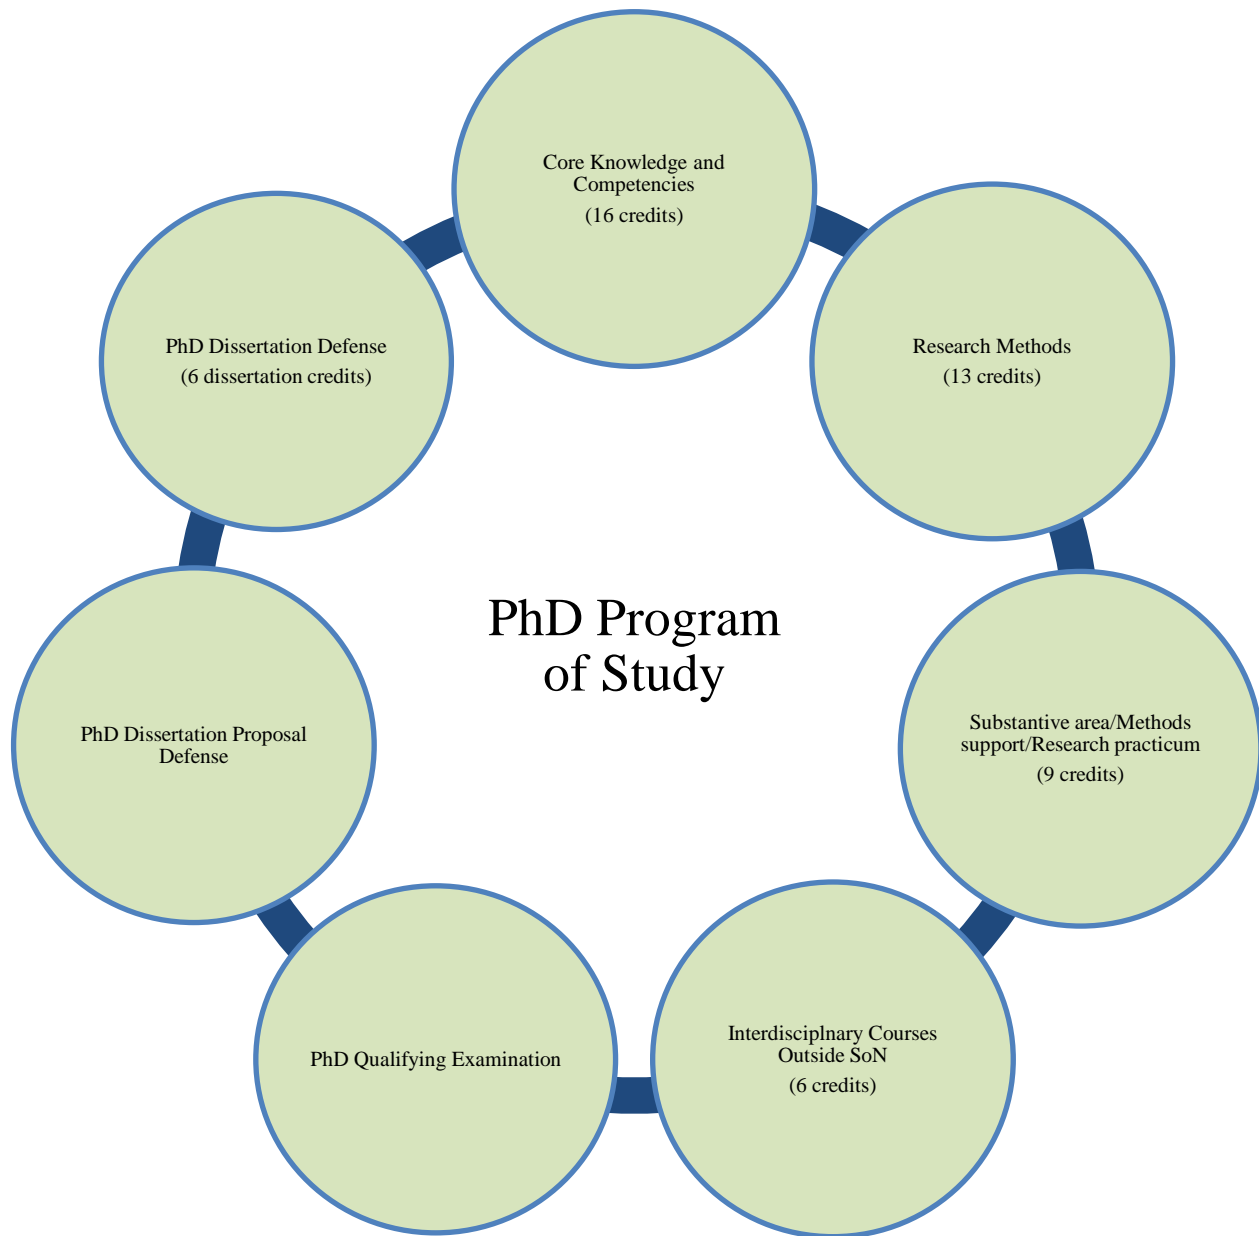 Core Knowledge and
Competencies
(16 credits)
Research Methods
(13 credits)
Substantive area/Methods
support/Research practicum
(9 credits)
Interdisciplnary Courses
Outside SoN
(6 credits)
PhD Qualifying Examination
PhD Dissertation Proposal
Defense
PhD Dissertation Defense
(6 dissertation credits)
PhD Program
of Study